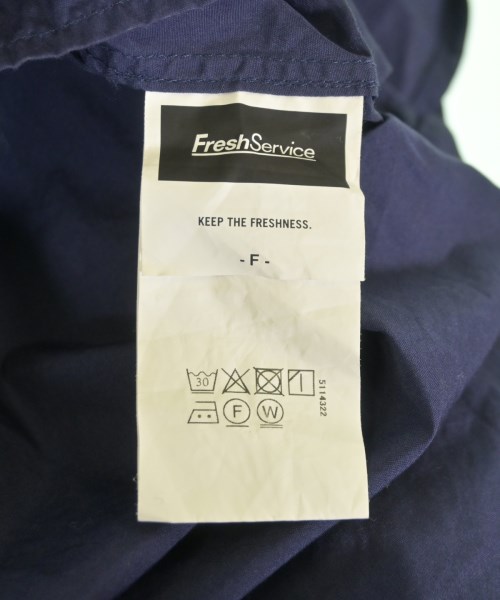 FreshService
KEEP THE FRESHNESS.
- F -
30
F W
5114322